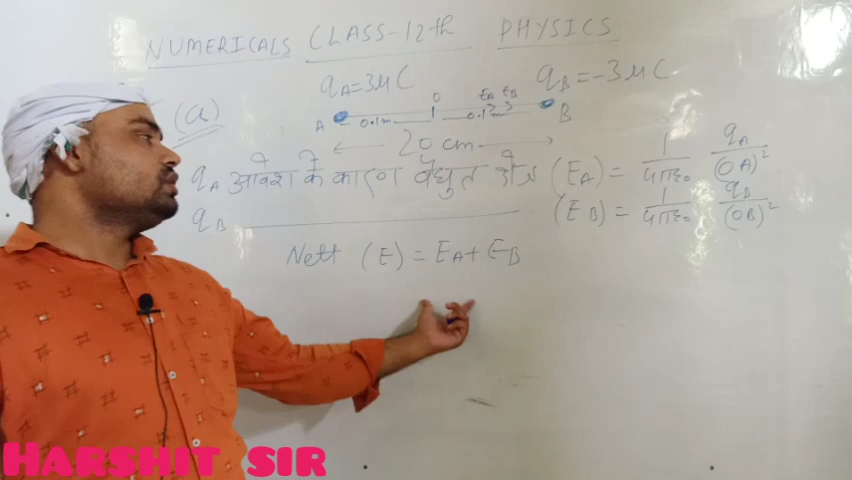 NUMERICALS CLASS-12th PHYSICS
qA=3μC qB=-3μC
(a) A 0.1m O 0.1m EA EB B
20 cm
qA आवेश के कारण वैद्युत क्षेत्र (EA) = 1/4πε0 qA/(OA)²
qB (EB) = 1/4πε0 qB/(OB)²
Nett (E) = EA + EB
HARSHIT SIR